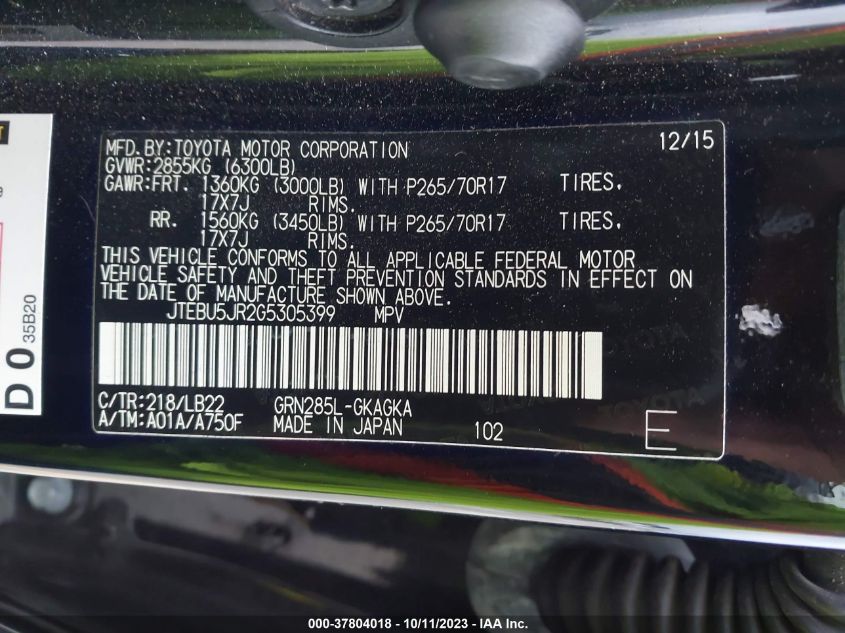 MFD.BY:TOYOTA MOTOR CORPORATION 12/15
GVWR:2855KG (6300LB)
GAWR:FRT. 1360KG (3000LB) WITH P265/70R17 TIRES,
17X7J RIMS.
RR. 1560KG (3450LB) WITH P265/70R17 TIRES,
17X7J RIMS.
THIS VEHICLE CONFORMS TO ALL APPLICABLE FEDERAL MOTOR
VEHICLE SAFETY AND THEFT PREVENTION STANDARDS IN EFFECT ON
THE DATE OF MANUFACTURE SHOWN ABOVE.
JTEBU5JR2G5305399 MPV
C/TR:218/LB22 GRN285L-GKAGKA
A/TM:A01A/A750F MADE IN JAPAN 102 E
D 0
35B20
000-37804018 - 10/11/2023 - IAA Inc.